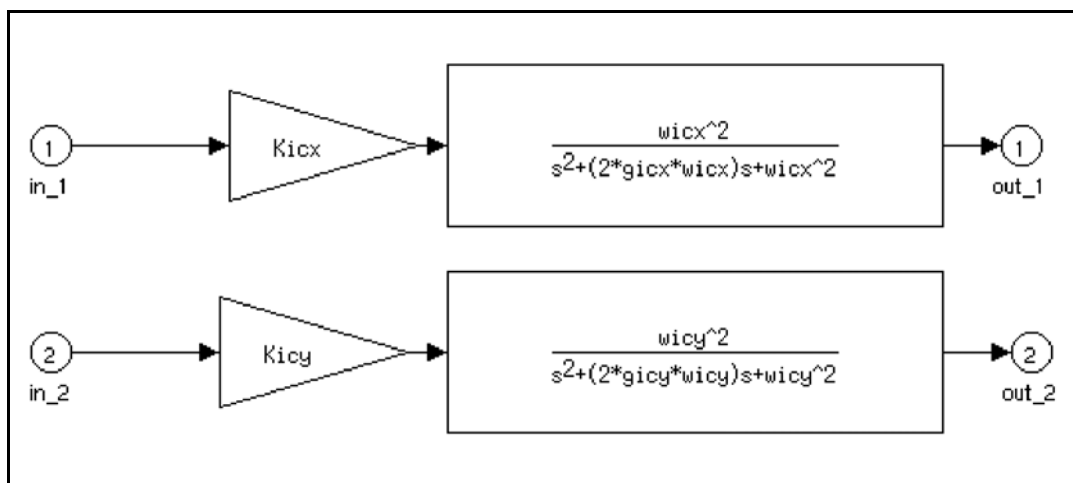 1
in_1
Kicx
wicx^2
s2+(2*gicx*wicx)s+wicx^2
1
out_1
2
in_2
Kicy
wicy^2
s2+(2*gicy*wicy)s+wicy^2
2
out_2